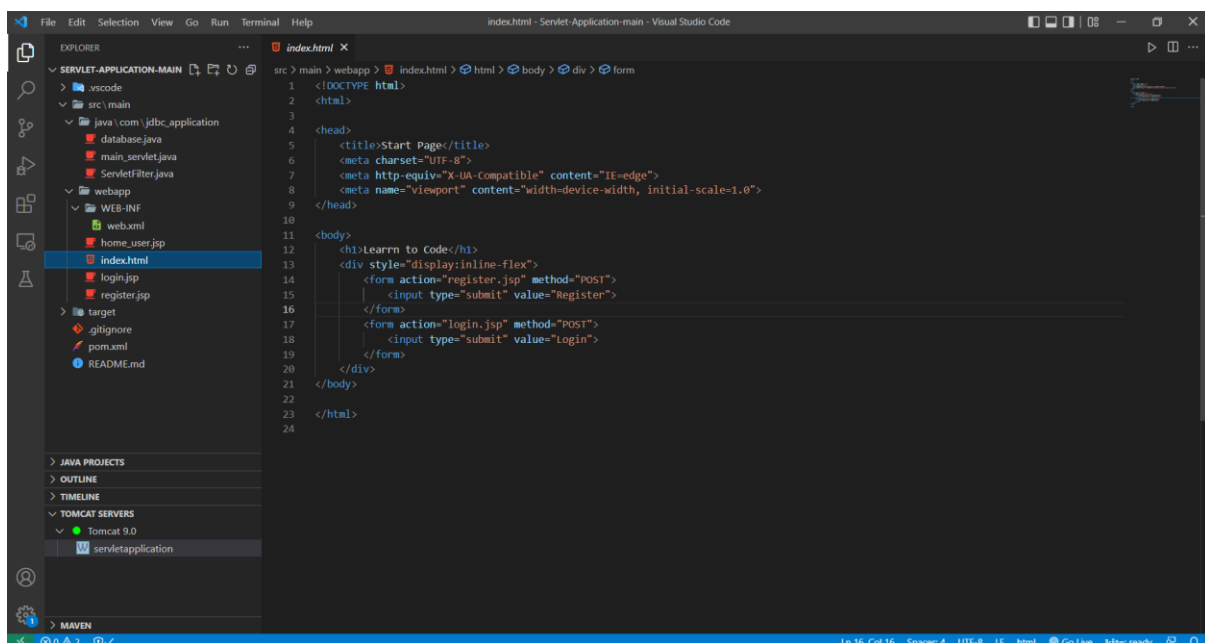 File Edit Selection View Go Run Terminal Help
index.html - Servlet-Application-main - Visual Studio Code
EXPLORER
SERVLET-APPLICATION-MAIN
.vscode
src\main
java\com\jdbc_application
database.java
main_servlet.java
ServletFilter.java
webapp
WEB-INF
web.xml
home_user.jsp
index.html
login.jsp
register.jsp
target
.gitignore
pom.xml
README.md
JAVA PROJECTS
OUTLINE
TIMELINE
TOMCAT SERVERS
Tomcat 9.0
servletapplication
MAVEN
index.html
src > main > webapp > index.html > html > body > div > form
1 <!DOCTYPE html>
2 <html>
3
4 <head>
5 <title>Start Page</title>
6 <meta charset="UTF-8">
7 <meta http-equiv="X-UA-Compatible" content="IE=edge">
8 <meta name="viewport" content="width=device-width, initial-scale=1.0">
9 </head>
10
11 <body>
12 <h1>Learrn to Code</h1>
13 <div style="display:inline-flex">
14 <form action="register.jsp" method="POST">
15 <input type="submit" value="Register">
16 </form>
17 <form action="login.jsp" method="POST">
18 <input type="submit" value="Login">
19 </form>
20 </div>
21 </body>
22
23 </html>
24
Ln 16, Col 16 Spaces: 4 UTF-8 LF html Go Live